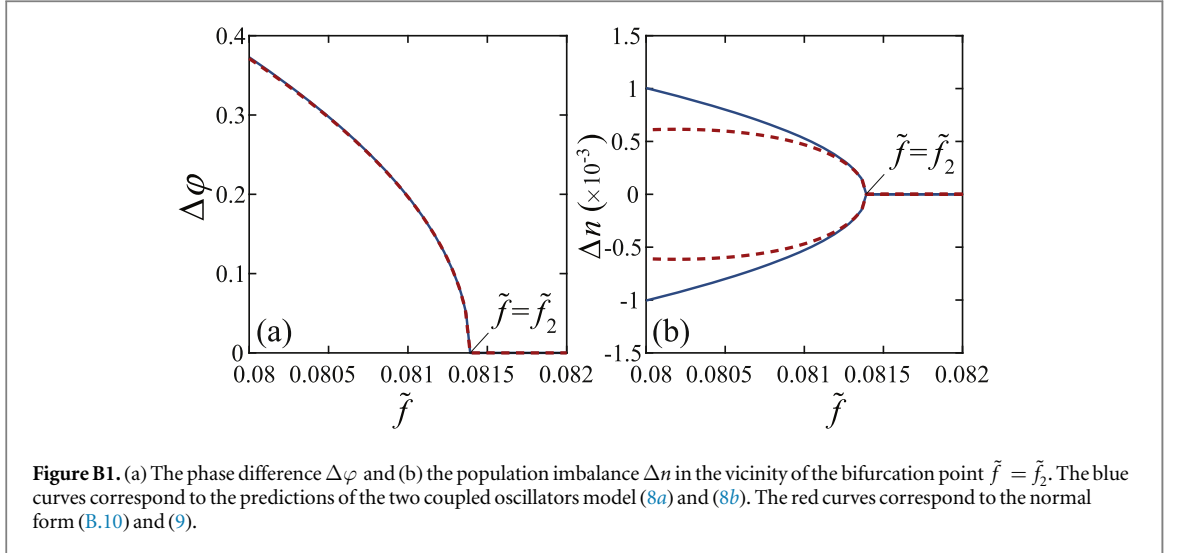 0.4
0.3
0.2
0.1
0
Δφ
(a)
f̃=f̃₂
0.08 0.0805 0.081 0.0815 0.082
f̃
1.5
1
0.5
0
-0.5
-1
-1.5
Δn (×10⁻³)
(b)
f̃=f̃₂
0.08 0.0805 0.081 0.0815 0.082
f̃
Figure B1. (a) The phase difference Δφ and (b) the population imbalance Δn in the vicinity of the bifurcation point f̃ = f̃₂. The blue
curves correspond to the predictions of the two coupled oscillators model (8a) and (8b). The red curves correspond to the normal
form (B.10) and (9).